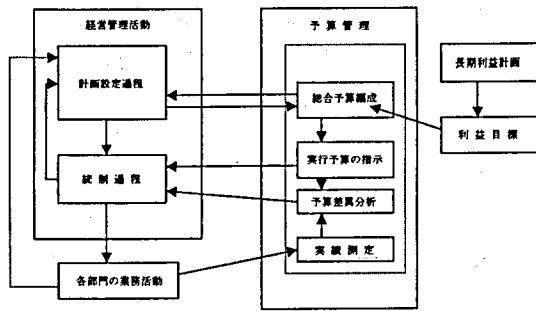 経営管理活動
計画設定過程
統制過程
各部門の業務活動
予算管理
総合予算編成
実行予算の指示
予算差異分析
実績測定
長期利益計画
利益目標